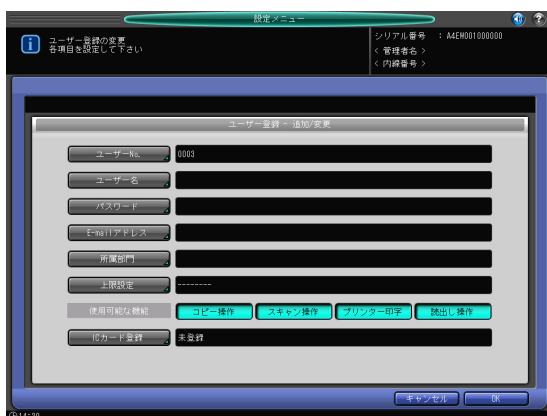 設定メニュー
ユーザー登録の変更
各項目を設定して下さい
シリアル番号 : A4EW001000000
< 管理者名 >
< 内線番号 >
ユーザー登録 - 追加/変更
ユーザーNo. 0003
ユーザー名
パスワード
E-mailアドレス
所属部門
上限設定 --------
使用可能な機能 コピー操作 スキャン操作 プリンター印字 読出し操作
ICカード登録 未登録
キャンセル OK
14:30